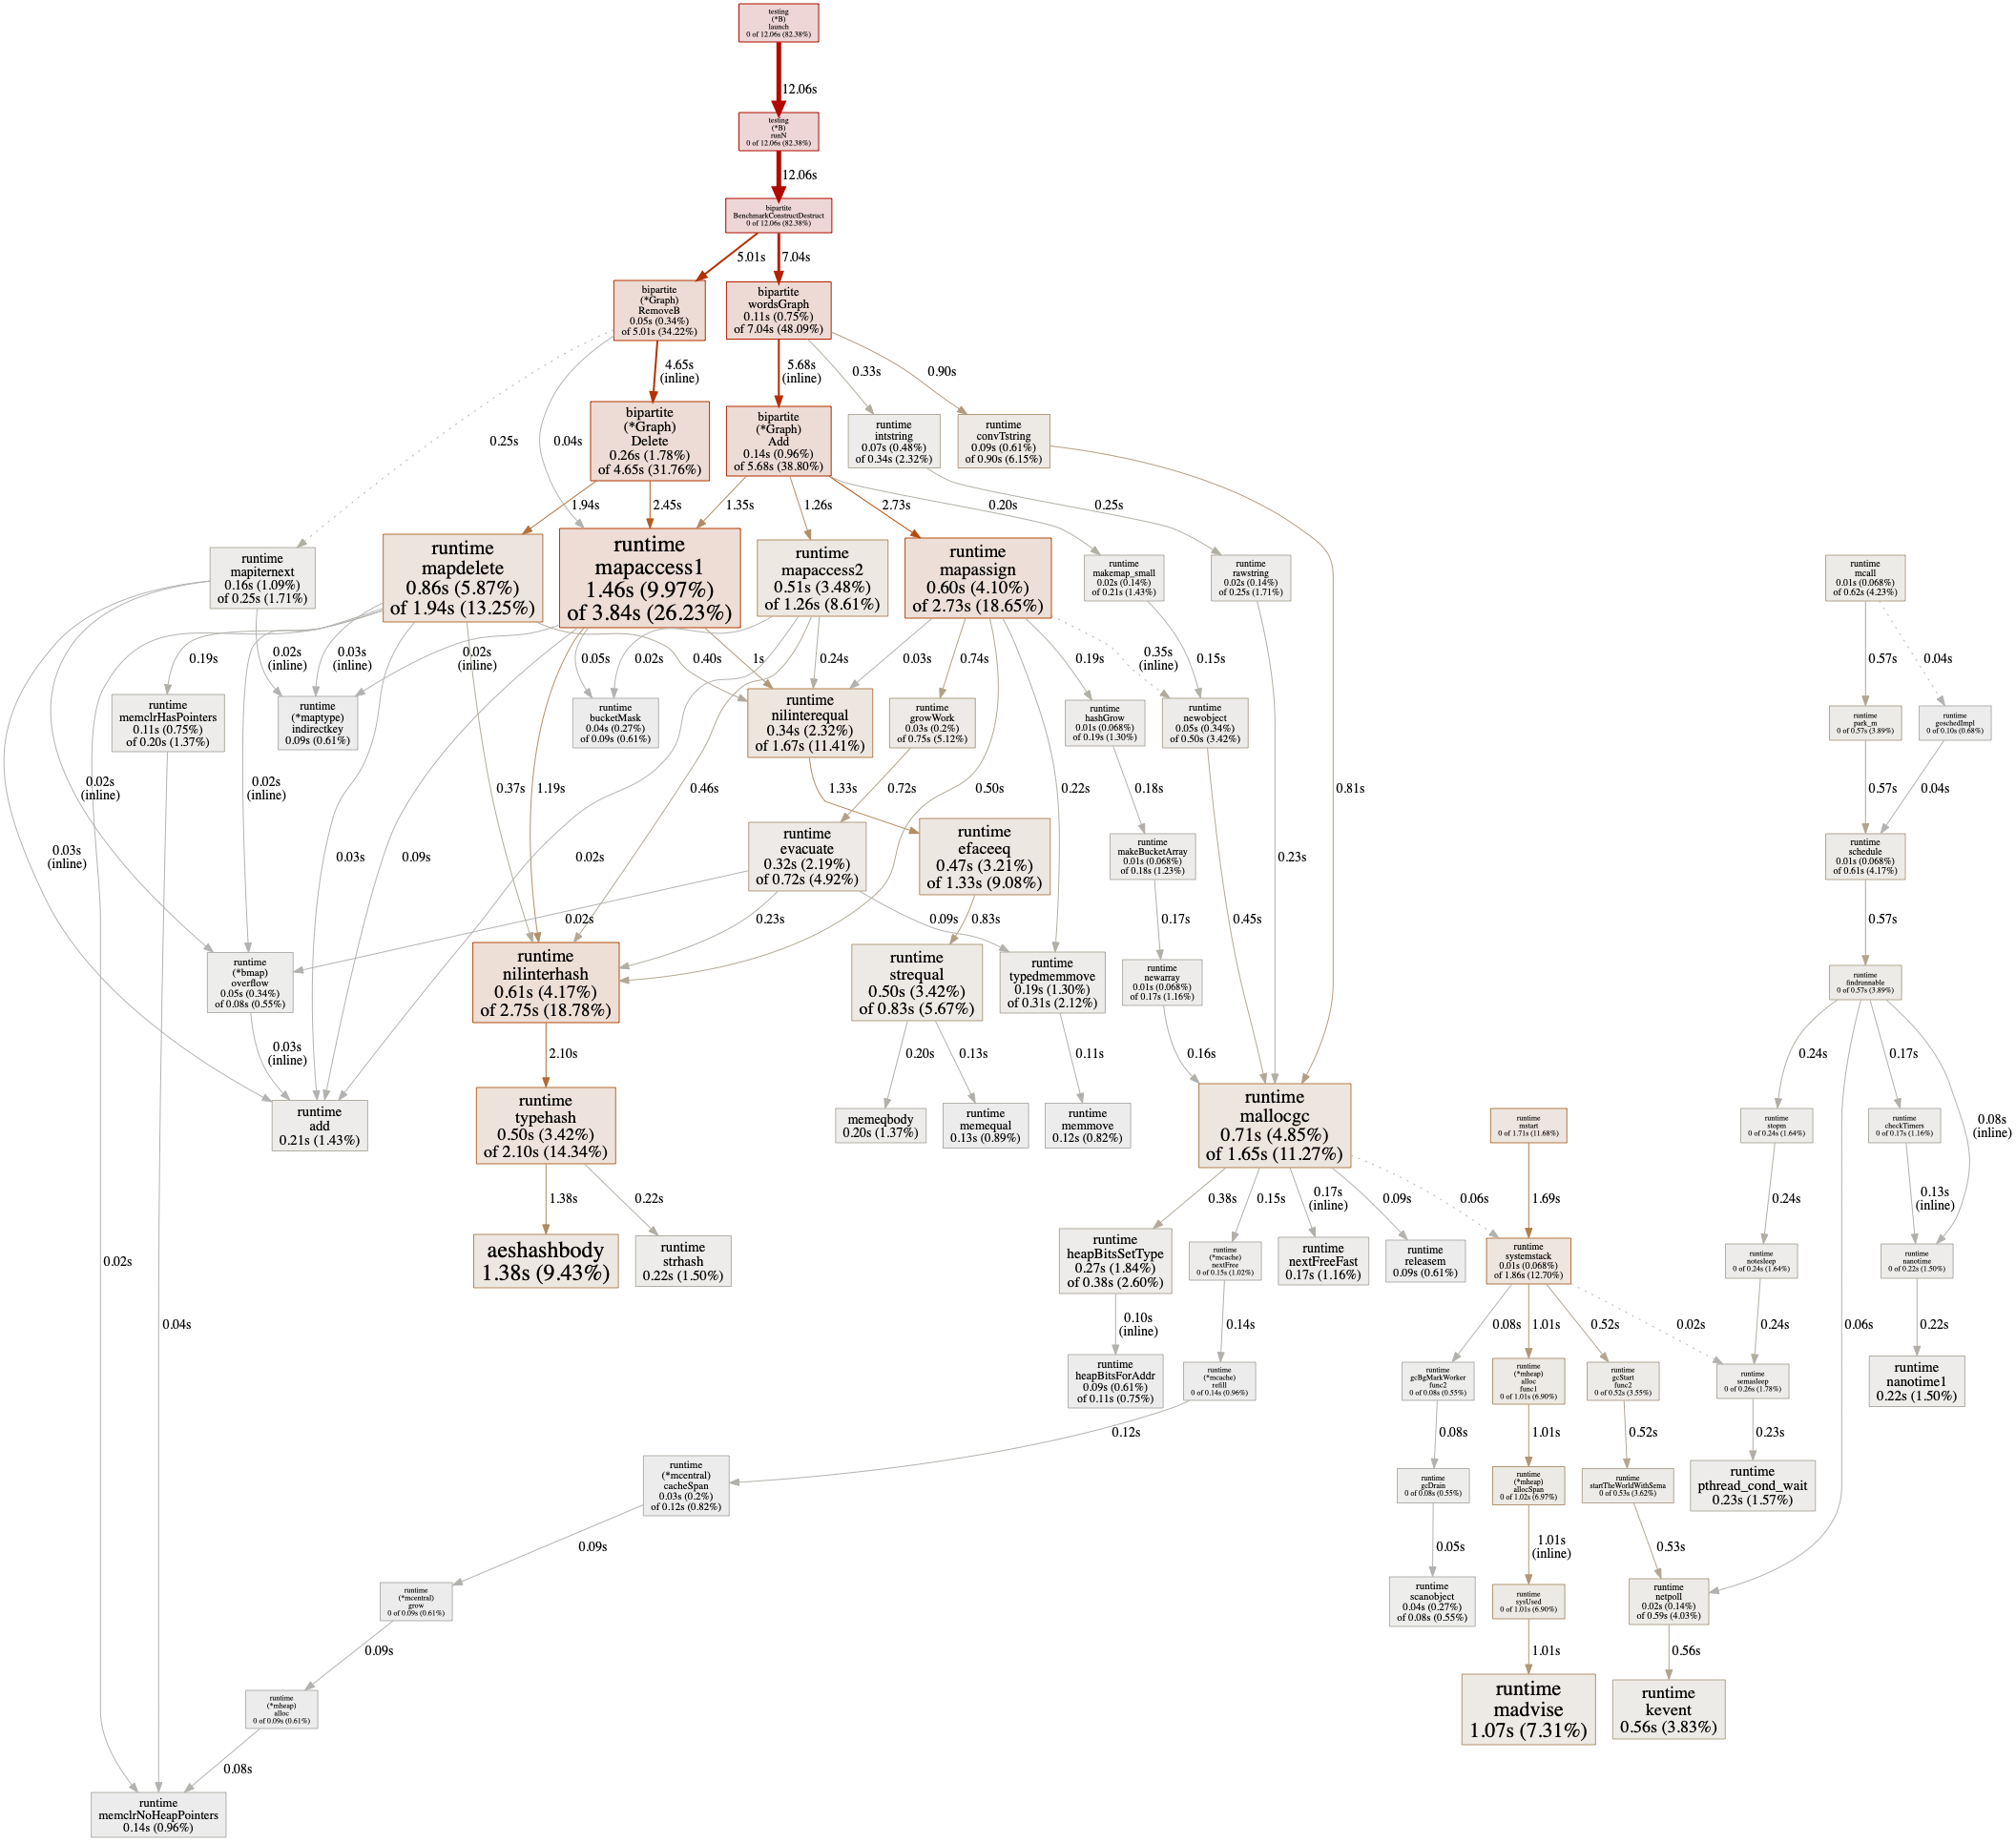 testing
(*B)
launch
0 of 12.06s (82.38%)
12.06s
testing
(*B)
runN
0 of 12.06s (82.38%)
12.06s
bipartite
BenchmarkConstructDestruct
0 of 12.06s (82.38%)
5.01s
7.04s
bipartite
(*Graph)
RemoveB
0.05s (0.34%)
of 5.01s (34.22%)
bipartite
wordsGraph
0.11s (0.75%)
of 7.04s (48.09%)
4.65s
(inline)
5.68s
(inline)
0.33s
0.90s
0.25s
0.04s
bipartite
(*Graph)
Delete
0.26s (1.78%)
of 4.65s (31.76%)
bipartite
(*Graph)
Add
0.14s (0.96%)
of 5.68s (38.80%)
runtime
intstring
0.07s (0.48%)
of 0.34s (2.32%)
runtime
convTstring
0.09s (0.61%)
of 0.90s (6.15%)
1.94s
2.45s
1.35s
1.26s
2.73s
0.20s
0.25s
runtime
mapiternext
0.16s (1.09%)
of 0.25s (1.71%)
runtime
mapdelete
0.86s (5.87%)
of 1.94s (13.25%)
runtime
mapaccess1
1.46s (9.97%)
of 3.84s (26.23%)
runtime
mapaccess2
0.51s (3.48%)
of 1.26s (8.61%)
runtime
mapassign
0.60s (4.10%)
of 2.73s (18.65%)
runtime
makemap_small
0.02s (0.14%)
of 0.21s (1.43%)
runtime
rawstring
0.02s (0.14%)
of 0.25s (1.71%)
runtime
mcall
0.01s (0.068%)
of 0.62s (4.23%)
0.19s
0.02s
(inline)
0.03s
(inline)
0.02s
(inline)
0.05s
0.02s
0.40s
1s
0.24s
0.03s
0.74s
0.19s
0.35s
(inline)
0.15s
0.57s
0.04s
runtime
memclrHasPointers
0.11s (0.75%)
of 0.20s (1.37%)
runtime
(*maptype)
indirectkey
0.09s (0.61%)
runtime
bucketMask
0.04s (0.27%)
of 0.09s (0.61%)
runtime
nilinterequal
0.34s (2.32%)
of 1.67s (11.41%)
runtime
growWork
0.03s (0.2%)
of 0.75s (5.12%)
runtime
hashGrow
0.01s (0.068%)
of 0.19s (1.30%)
runtime
newobject
0.05s (0.34%)
of 0.50s (3.42%)
runtime
park_m
0 of 0.57s (3.89%)
runtime
goschedImpl
0 of 0.10s (0.68%)
0.02s
(inline)
0.02s
(inline)
0.37s
1.19s
0.46s
1.33s
0.72s
0.50s
0.22s
0.18s
0.81s
0.57s
0.04s
0.03s
(inline)
0.03s
0.09s
0.02s
runtime
evacuate
0.32s (2.19%)
of 0.72s (4.92%)
runtime
efaceeq
0.47s (3.21%)
of 1.33s (9.08%)
runtime
makeBucketArray
0.01s (0.068%)
of 0.18s (1.23%)
0.23s
runtime
schedule
0.01s (0.068%)
of 0.61s (4.17%)
0.02s
0.23s
0.09s
0.83s
0.17s
0.45s
0.57s
runtime
(*bmap)
overflow
0.05s (0.34%)
of 0.08s (0.55%)
runtime
nilinterhash
0.61s (4.17%)
of 2.75s (18.78%)
runtime
strequal
0.50s (3.42%)
of 0.83s (5.67%)
runtime
typedmemmove
0.19s (1.30%)
of 0.31s (2.12%)
runtime
newarray
0.01s (0.068%)
of 0.17s (1.16%)
runtime
findrunnable
0 of 0.57s (3.89%)
0.03s
(inline)
2.10s
0.20s
0.13s
0.11s
0.16s
0.24s
0.17s
runtime
add
0.21s (1.43%)
runtime
typehash
0.50s (3.42%)
of 2.10s (14.34%)
memeqbody
0.20s (1.37%)
runtime
memequal
0.13s (0.89%)
runtime
memmove
0.12s (0.82%)
runtime
mallocgc
0.71s (4.85%)
of 1.65s (11.27%)
runtime
mstart
0 of 1.71s (11.68%)
runtime
stopm
0 of 0.24s (1.64%)
runtime
checkTimers
0 of 0.17s (1.16%)
0.08s
(inline)
1.38s
0.22s
0.38s
0.15s
0.17s
(inline)
0.09s
0.06s
1.69s
0.24s
0.13s
(inline)
aeshashbody
1.38s (9.43%)
runtime
strhash
0.22s (1.50%)
runtime
heapBitsSetType
0.27s (1.84%)
of 0.38s (2.60%)
runtime
(*mcache)
nextFree
0 of 0.15s (1.02%)
runtime
nextFreeFast
0.17s (1.16%)
runtime
releasem
0.09s (0.61%)
runtime
systemstack
0.01s (0.068%)
of 1.86s (12.70%)
runtime
notesleep
0 of 0.24s (1.64%)
runtime
nanotime
0 of 0.22s (1.50%)
0.02s
0.04s
0.10s
(inline)
0.14s
0.08s
1.01s
0.52s
0.02s
0.24s
0.06s
0.22s
runtime
heapBitsForAddr
0.09s (0.61%)
of 0.11s (0.75%)
runtime
(*mcache)
refill
0 of 0.14s (0.96%)
runtime
gcBgMarkWorker
func2
0 of 0.08s (0.55%)
runtime
(*mheap)
alloc
func1
0 of 1.01s (6.90%)
runtime
gcStart
func2
0 of 0.52s (3.55%)
runtime
semasleep
0 of 0.26s (1.78%)
runtime
nanotime1
0.22s (1.50%)
0.12s
0.08s
1.01s
0.52s
0.23s
runtime
(*mcentral)
cacheSpan
0.03s (0.2%)
of 0.12s (0.82%)
runtime
gcDrain
0 of 0.08s (0.55%)
runtime
(*mheap)
allocSpan
0 of 1.02s (6.97%)
runtime
startTheWorldWithSema
0 of 0.53s (3.62%)
runtime
pthread_cond_wait
0.23s (1.57%)
0.09s
0.05s
1.01s
(inline)
0.53s
runtime
(*mcentral)
grow
0 of 0.09s (0.61%)
runtime
scanobject
0.04s (0.27%)
of 0.08s (0.55%)
runtime
sysUsed
0 of 1.01s (6.90%)
runtime
netpoll
0.02s (0.14%)
of 0.59s (4.03%)
0.09s
1.01s
0.56s
runtime
(*mheap)
alloc
0 of 0.09s (0.61%)
runtime
madvise
1.07s (7.31%)
runtime
kevent
0.56s (3.83%)
0.08s
runtime
memclrNoHeapPointers
0.14s (0.96%)